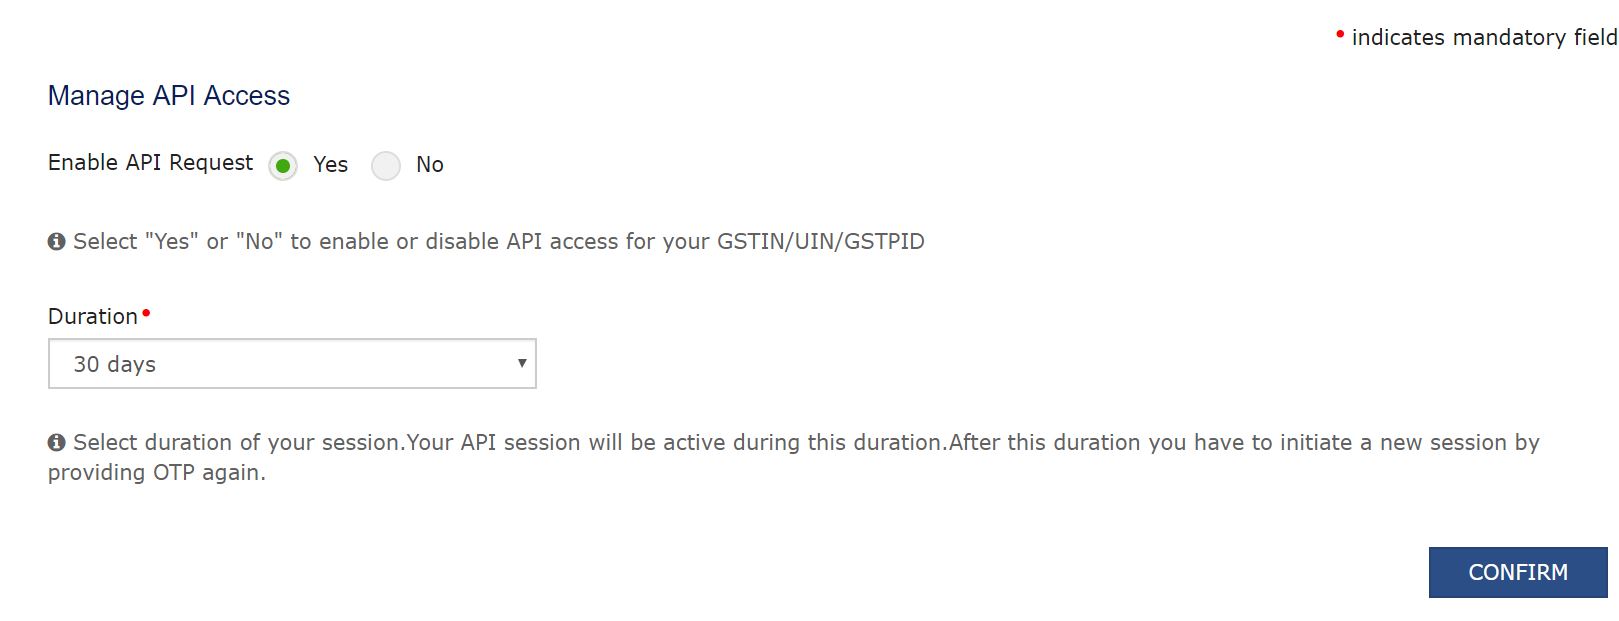 • indicates mandatory field
Manage API Access
Enable API Request Yes No
Select "Yes" or "No" to enable or disable API access for your GSTIN/UIN/GSTPID
Duration•
30 days
Select duration of your session.Your API session will be active during this duration.After this duration you have to initiate a new session by
providing OTP again.
CONFIRM